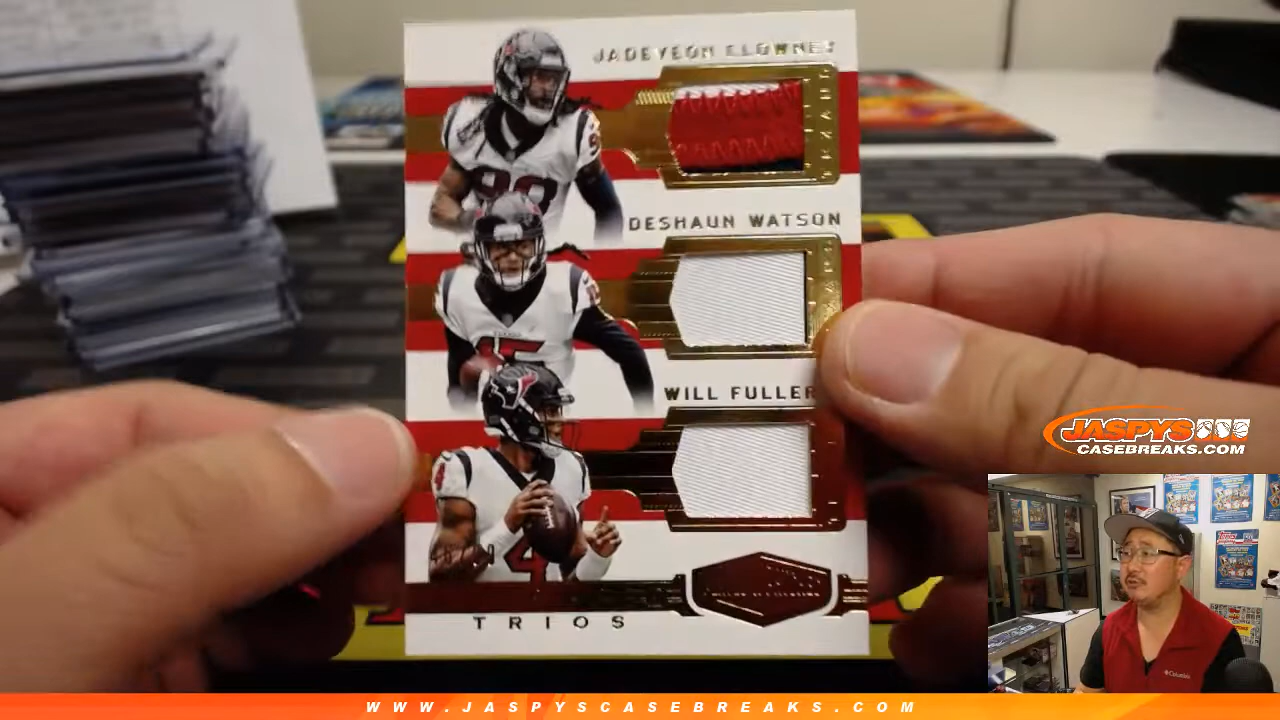 JADEVEON CLOWNEY
DESHAUN WATSON
WILL FULLER
TRIOS
JASPYS
CASEBREAKS.COM
WWW.JASPYSCASEBREAKS.COM